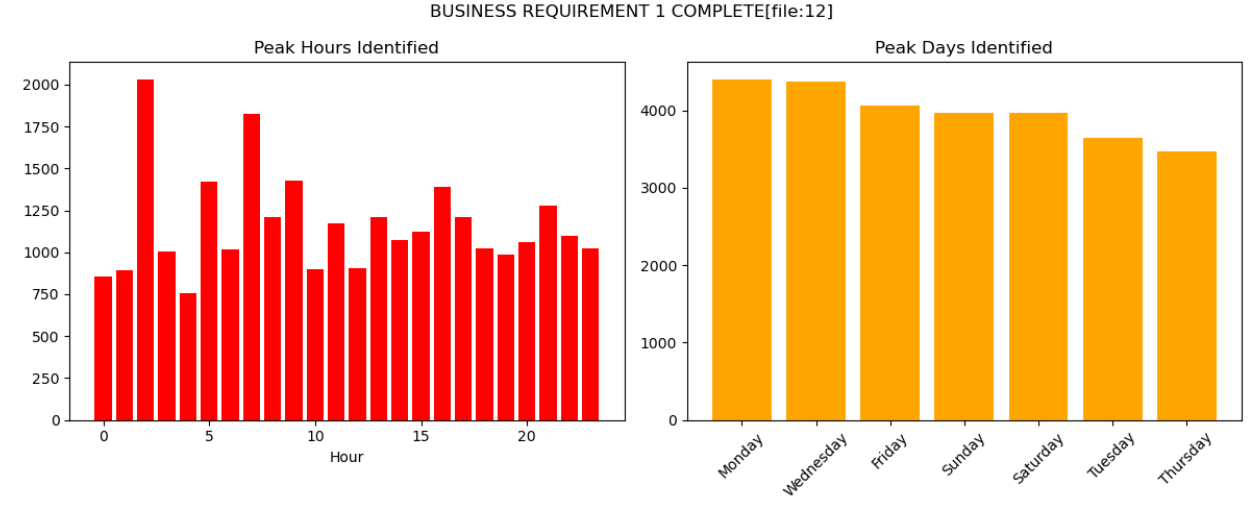 BUSINESS REQUIREMENT 1 COMPLETE[file:12]
Peak Hours Identified
2000
1750
1500
1250
1000
750
500
250
0
0 5 10 15 20
Hour
Peak Days Identified
4000
3000
2000
1000
0
Monday Wednesday Friday Sunday Saturday Tuesday Thursday